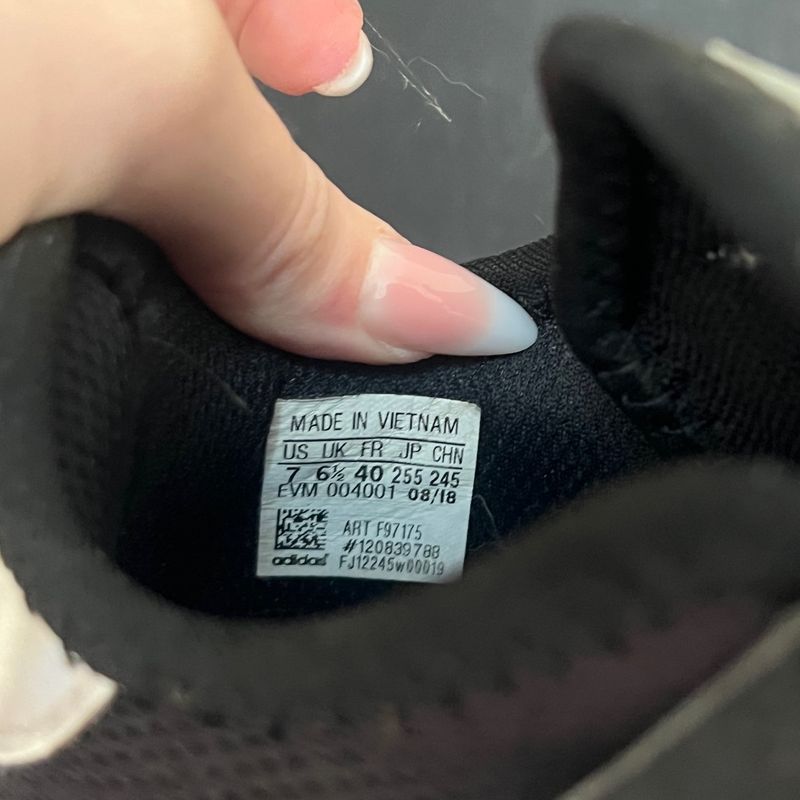 MADE IN VIETNAM
US UK FR JP CHN
7 6½ 40 255 245
EVM 004001 08/18
ART F97175
#120839788
adidas FJ12245w00019